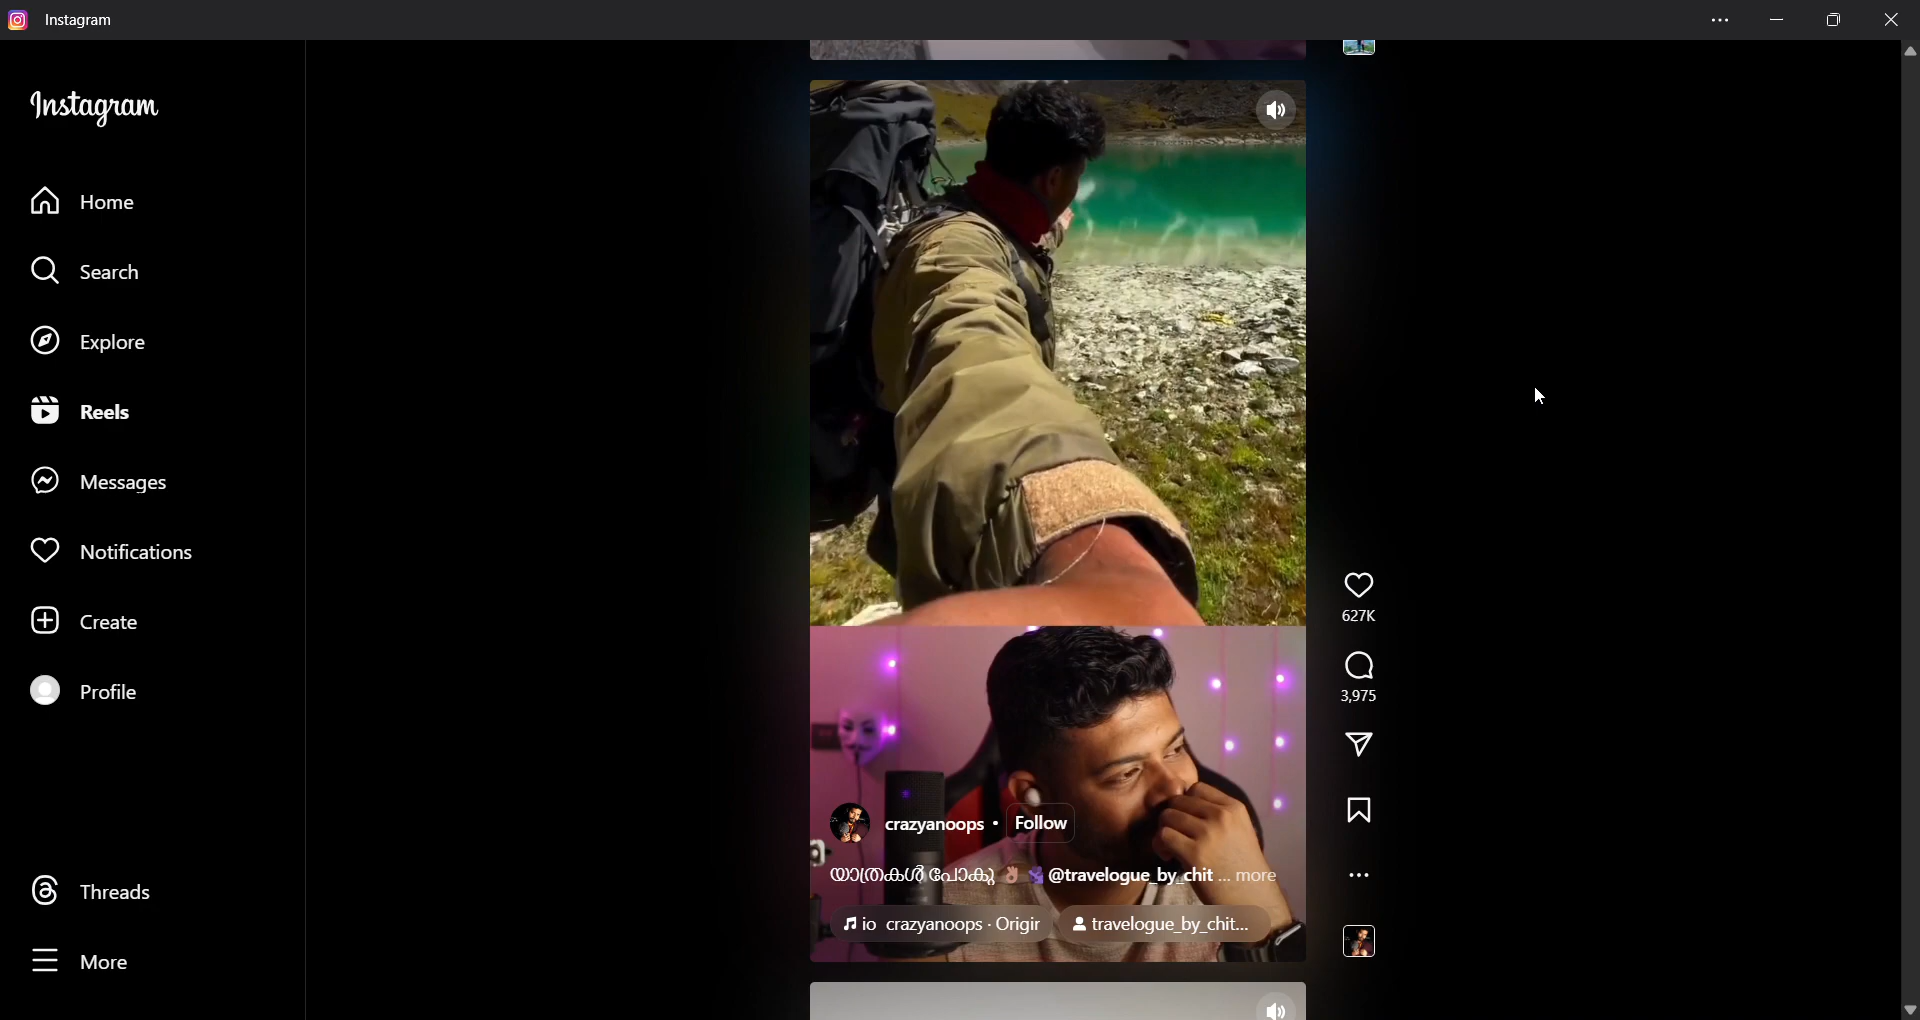 Instagram
Instagram
Home
Search
Explore
Reels
Messages
Notifications
Create
Profile
Threads
More
627K
3,975
crazyanoops • Follow
യാത്രകൾ പോകൂ @travelogue_by_chit ... more
io crazyanoops · Origir
travelogue_by_chit...